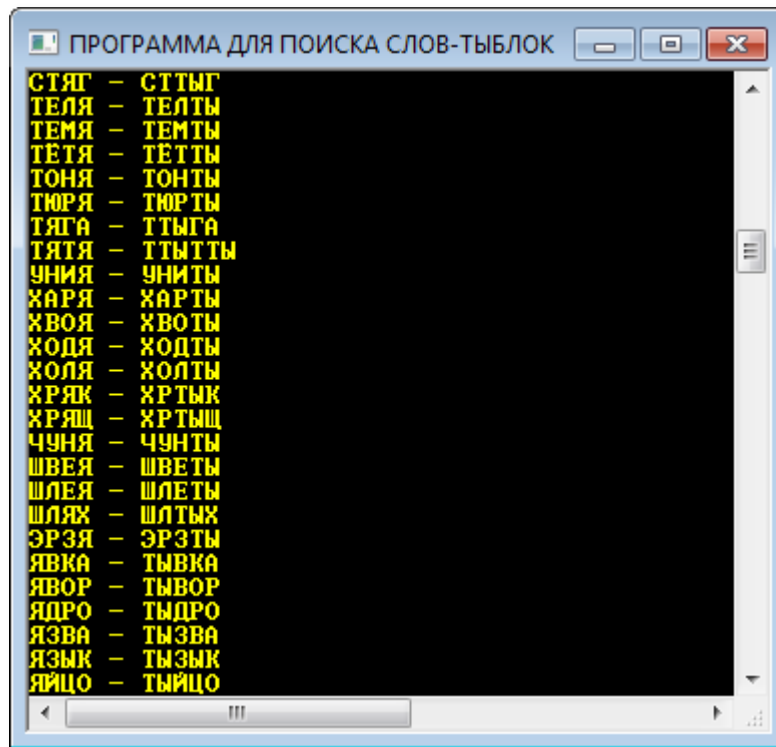 ПРОГРАММА ДЛЯ ПОИСКА СЛОВ-ТЫБЛОК
СТЯГ - СТТЫГ
ТЕЛЯ - ТЕЛТЫ
ТЕМЯ - ТЕМТЫ
ТЁТЯ - ТЁТТЫ
ТОНЯ - ТОНТЫ
ТЮРЯ - ТЮРТЫ
ТЯГА - ТТЫГА
ТЯТЯ - ТТЫТТЫ
УНИЯ - УНИТЫ
ХАРЯ - ХАРТЫ
ХВОЯ - ХВОТЫ
ХОДЯ - ХОДТЫ
ХОЛЯ - ХОЛТЫ
ХРЯК - ХРТЫК
ХРЯЩ - ХРТЫЩ
ЧУНЯ - ЧУНТЫ
ШВЕЯ - ШВЕТЫ
ШЛЕЯ - ШЛЕТЫ
ШЛЯХ - ШЛТЫХ
ЭРЗЯ - ЭРЗТЫ
ЯВКА - ТЫВКА
ЯВОР - ТЫВОР
ЯДРО - ТЫДРО
ЯЗВА - ТЫЗВА
ЯЗЫК - ТЫЗЫК
ЯЙЦО - ТЫЙЦО